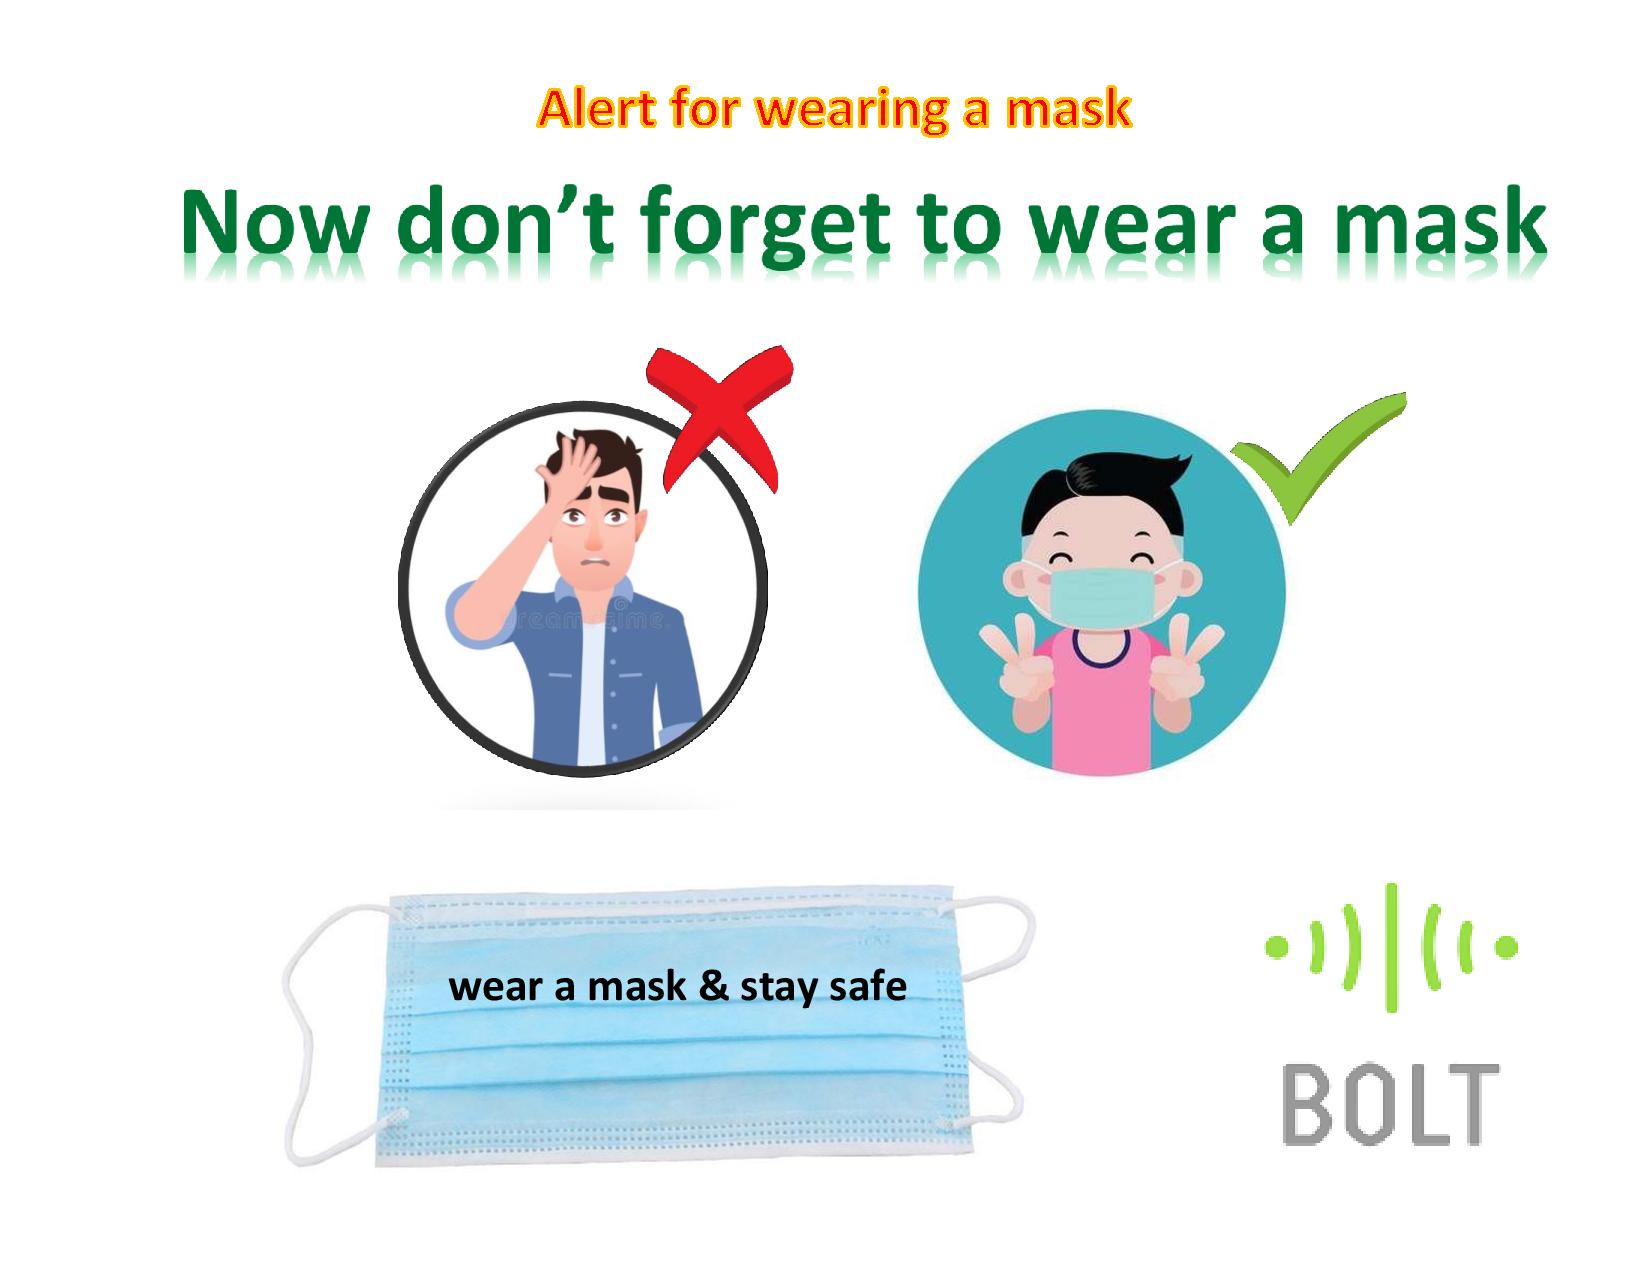 Alert for wearing a mask
Now don’t forget to wear a mask
dreamstime.
wear a mask & stay safe
BOLT